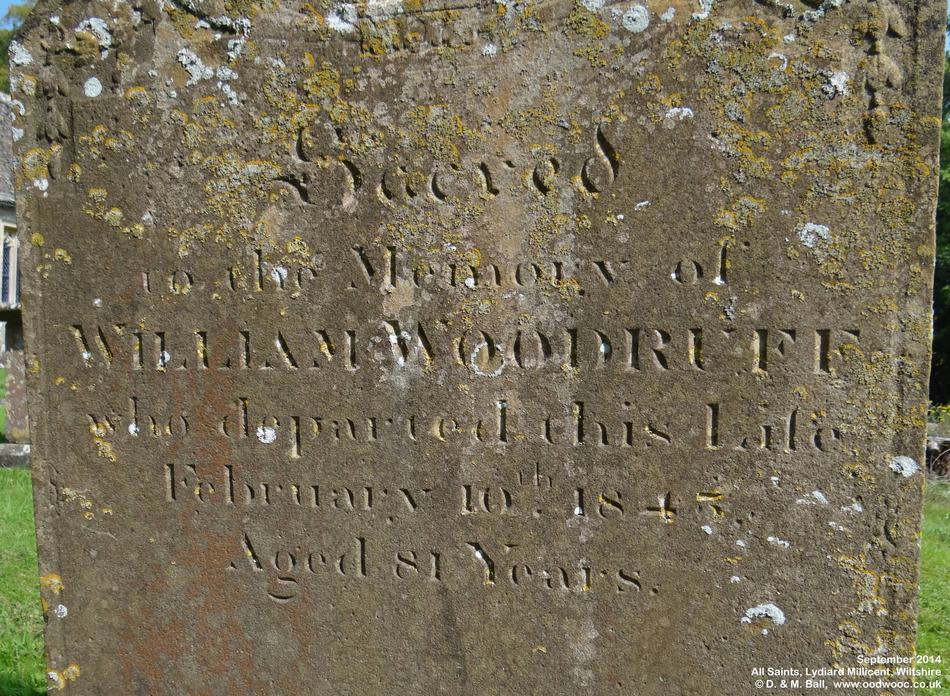 Sacred
to the Memory of
WILLIAM WOODRUFF
who departed this Life
February 10th. 1845,
Aged 81 Years.
September 2014
All Saints, Lydiard Millicent, Wiltshire
© D. & M. Ball, www.oodwooc.co.uk